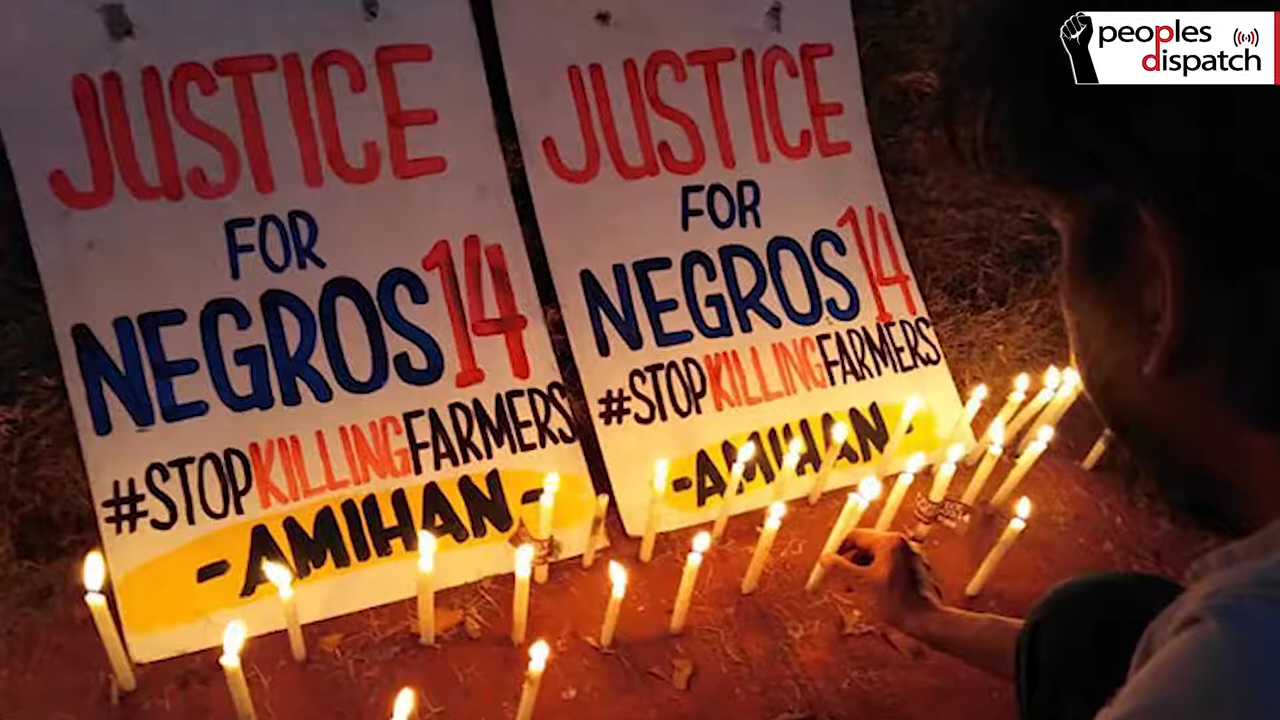 JUSTICE
FOR
NEGROS 14
#STOPKILLINGFARMERS
-AMIHAN-
JUSTICE
FOR
NEGROS 14
#STOPKILLINGFARMERS
-AMIHAN-
peoples
dispatch